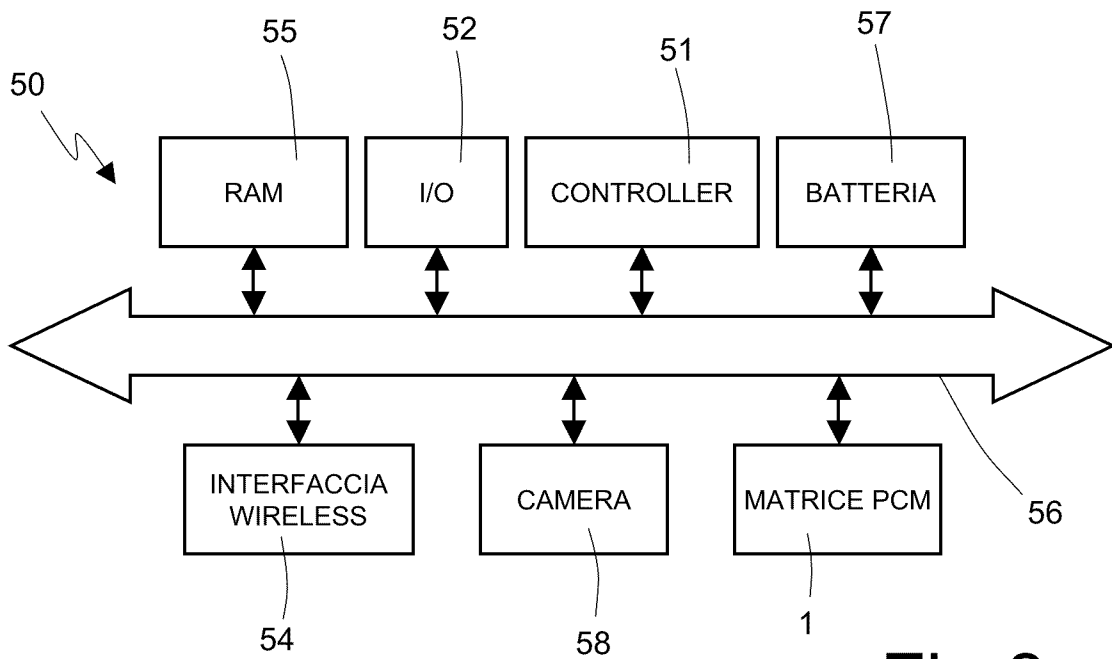 55
52
51
57
50
RAM
I/O
CONTROLLER
BATTERIA
INTERFACCIA
WIRELESS
CAMERA
MATRICE PCM
56
54
58
1